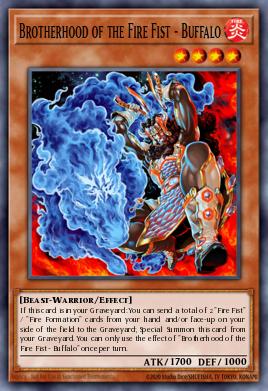 Brotherhood of the Fire Fist - Buffalo
炎
FIRE
[Beast-Warrior/Effect]
If this card is in your Graveyard: You can send a total of 2 "Fire Fist"
/ "Fire Formation" cards from your hand and/or face-up on your
side of the field to the Graveyard; Special Summon this card from
your Graveyard. You can only use the effect of "Brotherhood of the
Fire Fist - Buffalo" once per turn.
ATK/1700 DEF/1000
©2020 Studio Dice/SHUEISHA, TV TOKYO, KONAMI